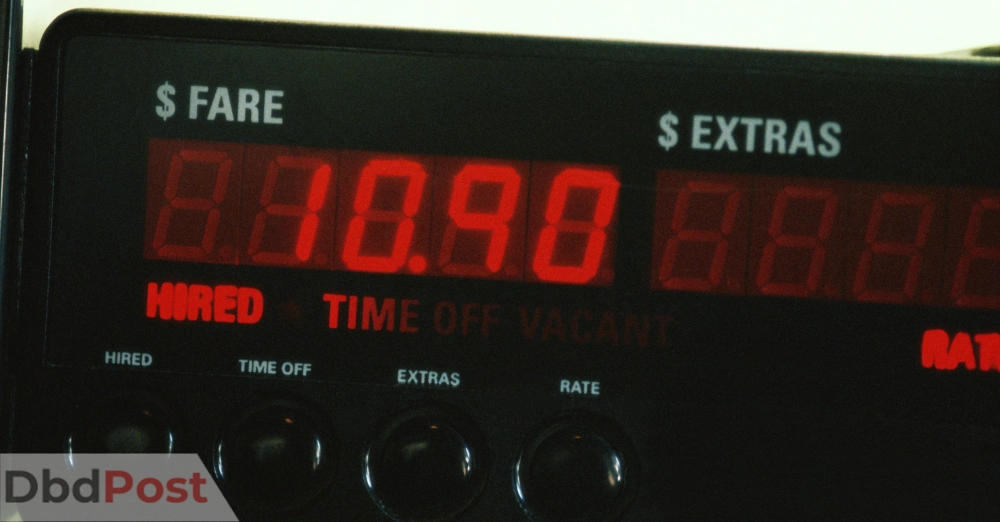 $ FARE
$ EXTRAS
10.90
HIRED TIME OFF VACANT
HIRED TIME OFF EXTRAS RATE
DbdPost